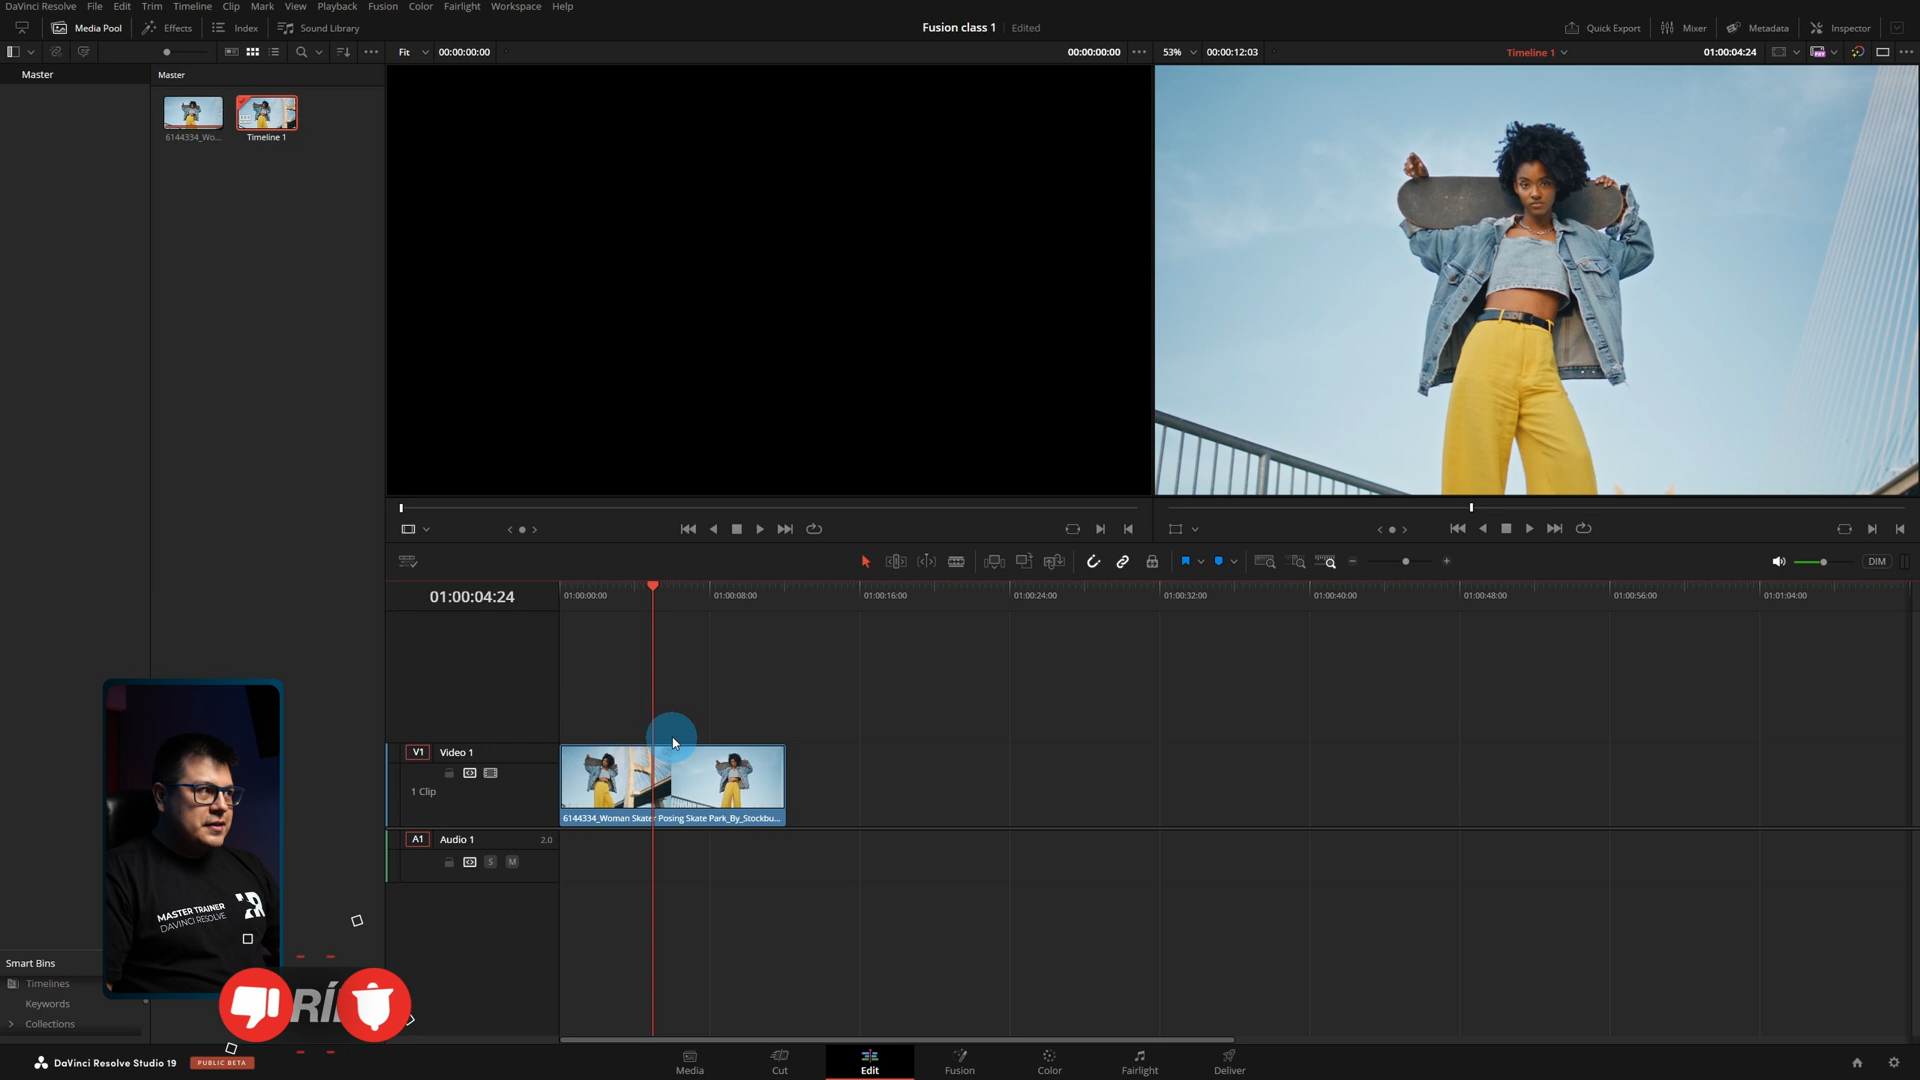 DaVinci Resolve File Edit Trim Timeline Clip Mark View Playback Fusion Color Fairlight Workspace Help
Media Pool Effects Index Sound Library Fusion class 1 Edited Quick Export Mixer Metadata Inspector
Fit 00:00:00:00 00:00:00:00 53% 00:00:12:03 Timeline 1 01:00:04:24
Master Master
6144334_Wo... Timeline 1
DIM
01:00:04:24 01:00:00:00 01:00:08:00 01:00:16:00 01:00:24:00 01:00:32:00 01:00:40:00 01:00:48:00 01:00:56:00 01:01:04:00
V1 Video 1
1 Clip
6144334_Woman Skater Posing Skate Park_By_Stockbu...
A1 Audio 1 2.0
S M
MASTER TRAINER
DAVINCI RESOLVE
Smart Bins
Timelines
Keywords
Collections
DaVinci Resolve Studio 19 PUBLIC BETA
Media Cut Edit Fusion Color Fairlight Deliver